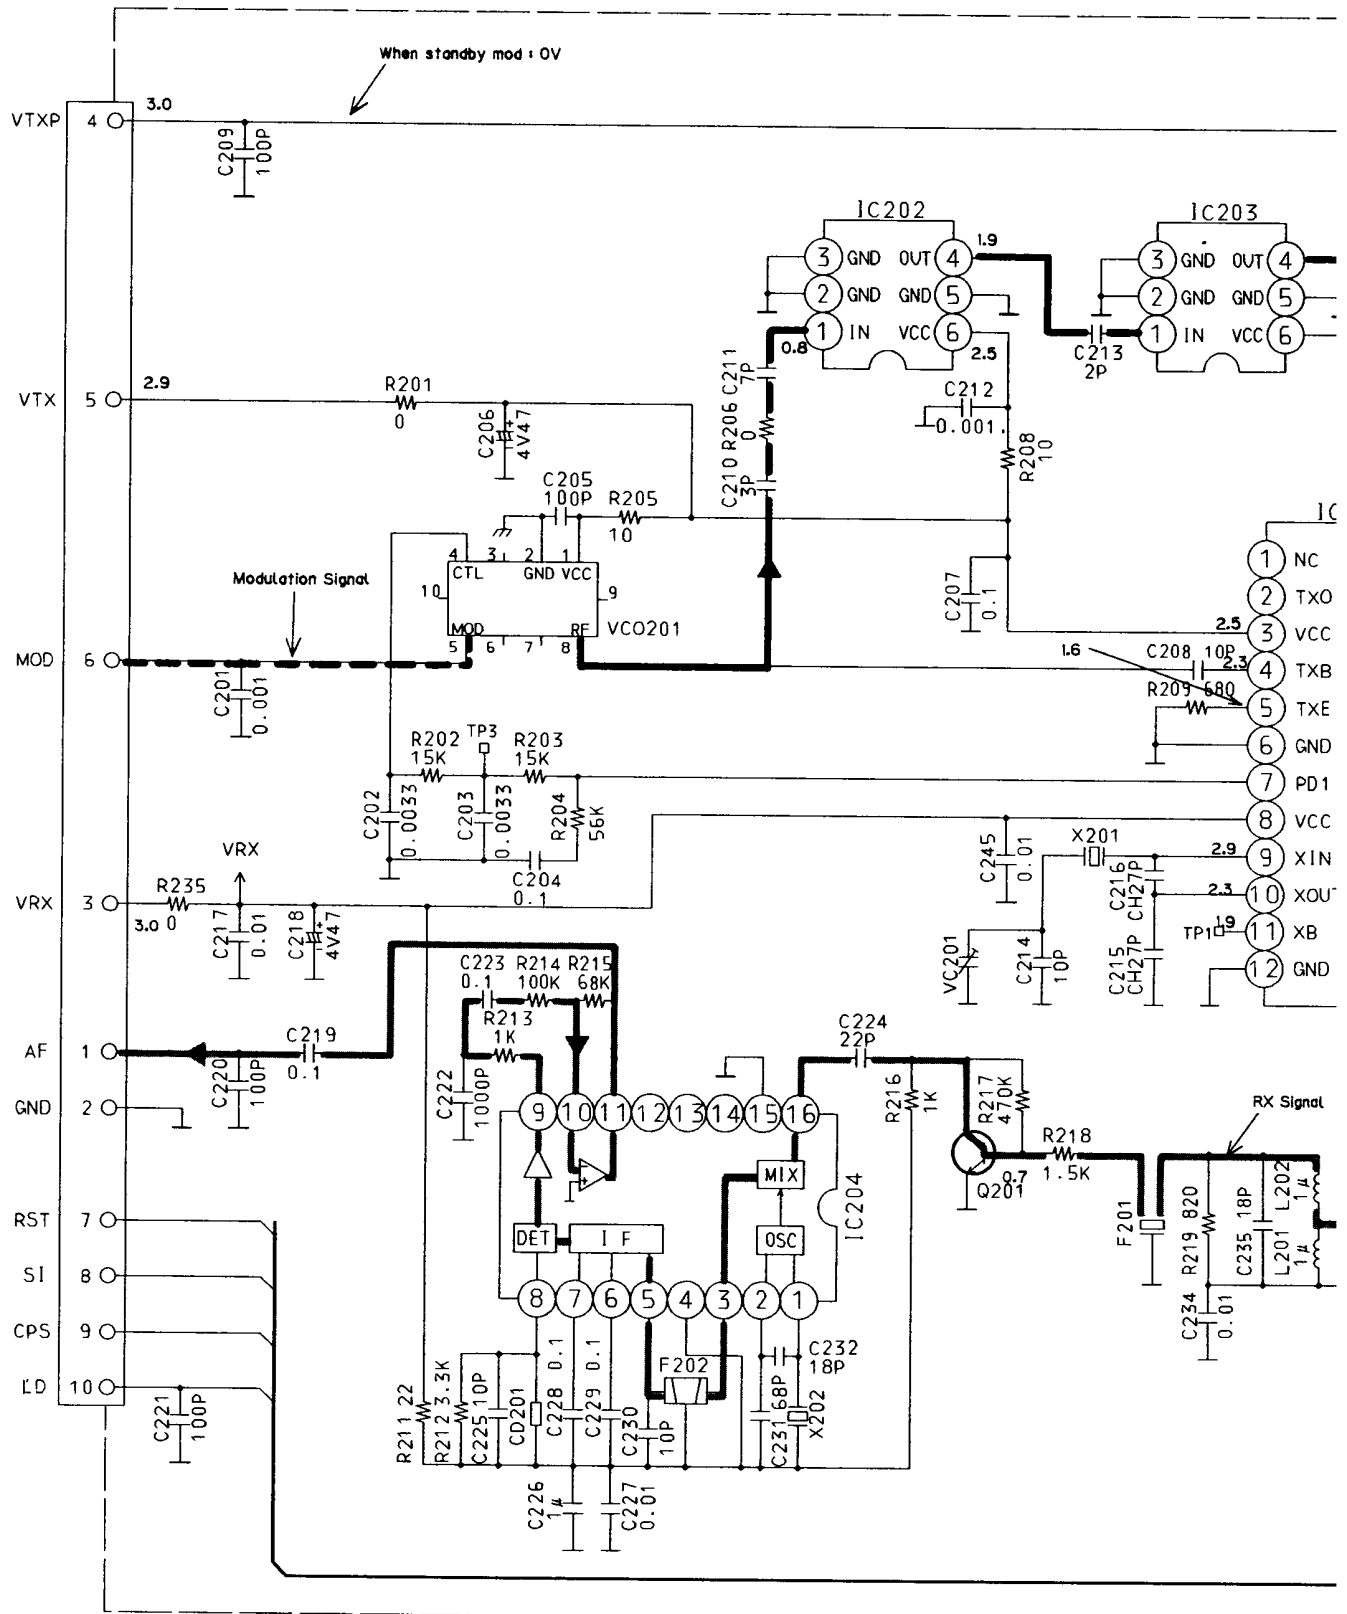 When standby mod : 0V
VTXP 4 3.0
C209 100P
IC202
3 GND OUT 4 1.9
2 GND GND 5
1 IN VCC 6
0.8 2.5
IC203
3 GND OUT 4
2 GND GND 5
1 IN VCC 6
C213
2P
VTX 5 2.9
R201
0
C206 4V47
C205
100P
R205
10
C210 R206 C211
3P 0 7P
C212
0.001
R208 10
4 3 2 1
CTL GND VCC
10 9
MOD RF
5 6 7 8
VCO201
Modulation Signal
MOD 6
C201 0.001
C207 0.1
IC
1 NC
2 TXO
2.5 3 VCC
C208 10P 2.3 4 TXB
1.6
R209 680 5 TXE
6 GND
7 PD1
8 VCC
2.9 9 XIN
2.3 10 XOUT
TP1 1.9 11 XB
12 GND
R202
15K
TP3
R203
15K
C202 0.0033
C203 0.0033
R204 56K
C204
0.1
C245 0.01
X201
C216 CH27P
C215 CH27P
VC201
C214 10P
VRX
VRX 3 3.0
R235
0
C217 0.01
C218 4V47
C223
0.1
R214
100K
R215
68K
R213
1K
AF 1
C219
0.1
C220 100P
GND 2
C222 1000P
C224
22P
R216 1K
R217 470K
9 10 11 12 13 14 15 16
MIX
DET IF OSC
IC204
8 7 6 5 4 3 2 1
R218
1.5K
0.7
Q201
RX Signal
F201
R219 820
C235 18P
L202 1μ
L201 1μ
C234 0.01
RST 7
SI 8
CPS 9
LD 10
C221 100P
R211 22
R212 3.3K
C225 10P
CD201
C228 0.1
C229 0.1
C230 10P
F202
C232
18P
C231 68P
X202
C226 1μ
C227 0.01